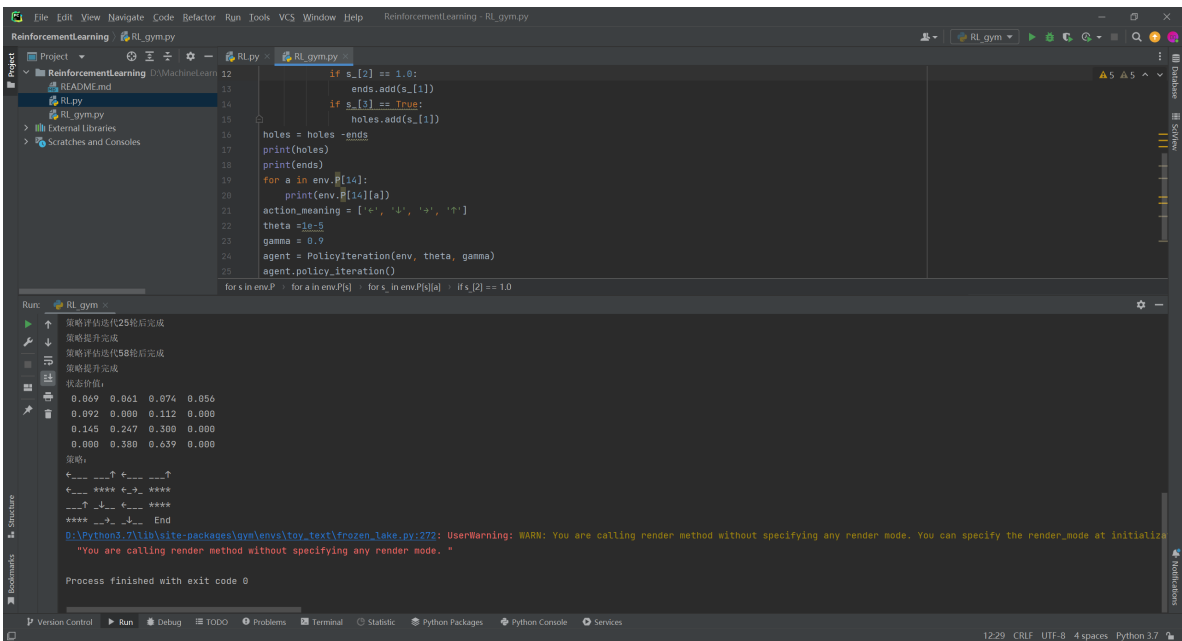 File Edit View Navigate Code Refactor Run Tools VCS Window Help ReinforcementLearning - RL_gym.py
ReinforcementLearning RL_gym.py RL_gym
Project RL.py RL_gym.py
ReinforcementLearning D:\MachineLearn
README.md
RL.py
RL_gym.py
External Libraries
Scratches and Consoles
12 if s_[2] == 1.0:
13 ends.add(s_[1])
14 if s_[3] == True:
15 holes.add(s_[1])
16 holes = holes -ends
17 print(holes)
18 print(ends)
19 for a in env.P[14]:
20 print(env.P[14][a])
21 action_meaning = ['←', '↓', '→', '↑']
22 theta =1e-5
23 gamma = 0.9
24 agent = PolicyIteration(env, theta, gamma)
25 agent.policy_iteration()
5 5
for s in env.P › for a in env.P[s] › for s_ in env.P[s][a] › if s_[2] == 1.0
Run: RL_gym
策略评估迭代25轮后完成
策略提升完成
策略评估迭代58轮后完成
策略提升完成
状态价值:
0.069 0.061 0.074 0.056
0.092 0.000 0.112 0.000
0.145 0.247 0.300 0.000
0.000 0.380 0.639 0.000
策略:
←___ ___↑ ←___ ___↑
←___ **** ←_→_ ****
___↑ _↓__ ←___ ****
**** __→_ _↓__ End
D:\Python3.7\lib\site-packages\gym\envs\toy_text\frozen_lake.py:272: UserWarning: WARN: You are calling render method without specifying any render mode. You can specify the render_mode at initializa
"You are calling render method without specifying any render mode. "
Process finished with exit code 0
Project
Structure
Bookmarks
Database
SciView
Notifications
Version Control Run Debug TODO Problems Terminal Statistic Python Packages Python Console Services
12:29 CRLF UTF-8 4 spaces Python 3.7